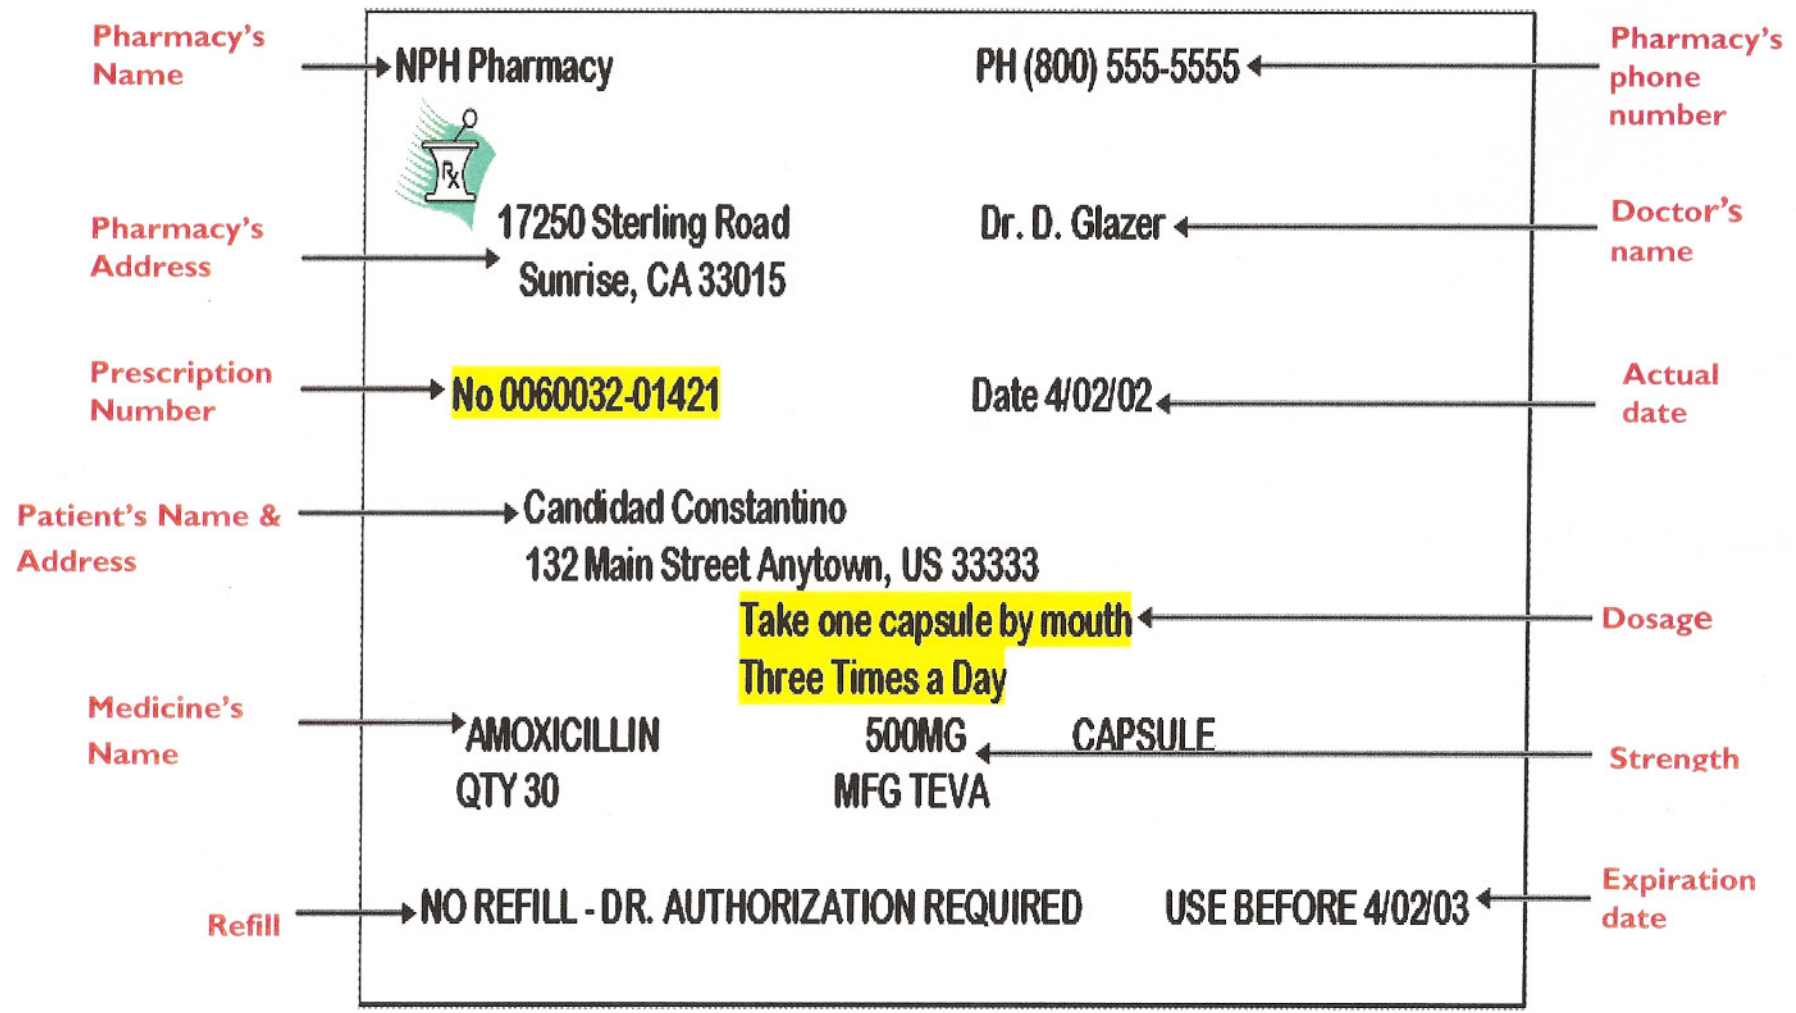 Pharmacy's
Name
NPH Pharmacy
PH (800) 555-5555
Pharmacy's
phone
number
Rx
Pharmacy's
Address
17250 Sterling Road
Sunrise, CA 33015
Dr. D. Glazer
Doctor's
name
Prescription
Number
No 0060032-01421
Date 4/02/02
Actual
date
Patient's Name &
Address
Candidad Constantino
132 Main Street Anytown, US 33333
Take one capsule by mouth
Three Times a Day
Dosage
Medicine's
Name
AMOXICILLIN 500MG CAPSULE
QTY 30 MFG TEVA
Strength
Refill
NO REFILL - DR. AUTHORIZATION REQUIRED
USE BEFORE 4/02/03
Expiration
date